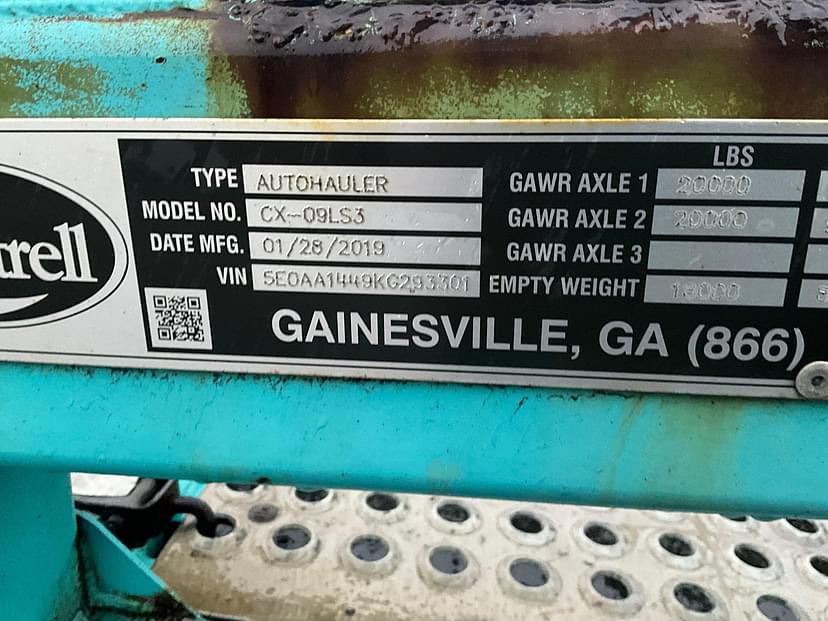 rell
LBS
TYPE AUTOHAULER GAWR AXLE 1 20000
MODEL NO. CX-09LS3 GAWR AXLE 2 20000
DATE MFG. 01/28/2019 GAWR AXLE 3
VIN 5E0AA1449KG293301 EMPTY WEIGHT 18000
GAINESVILLE, GA (866)